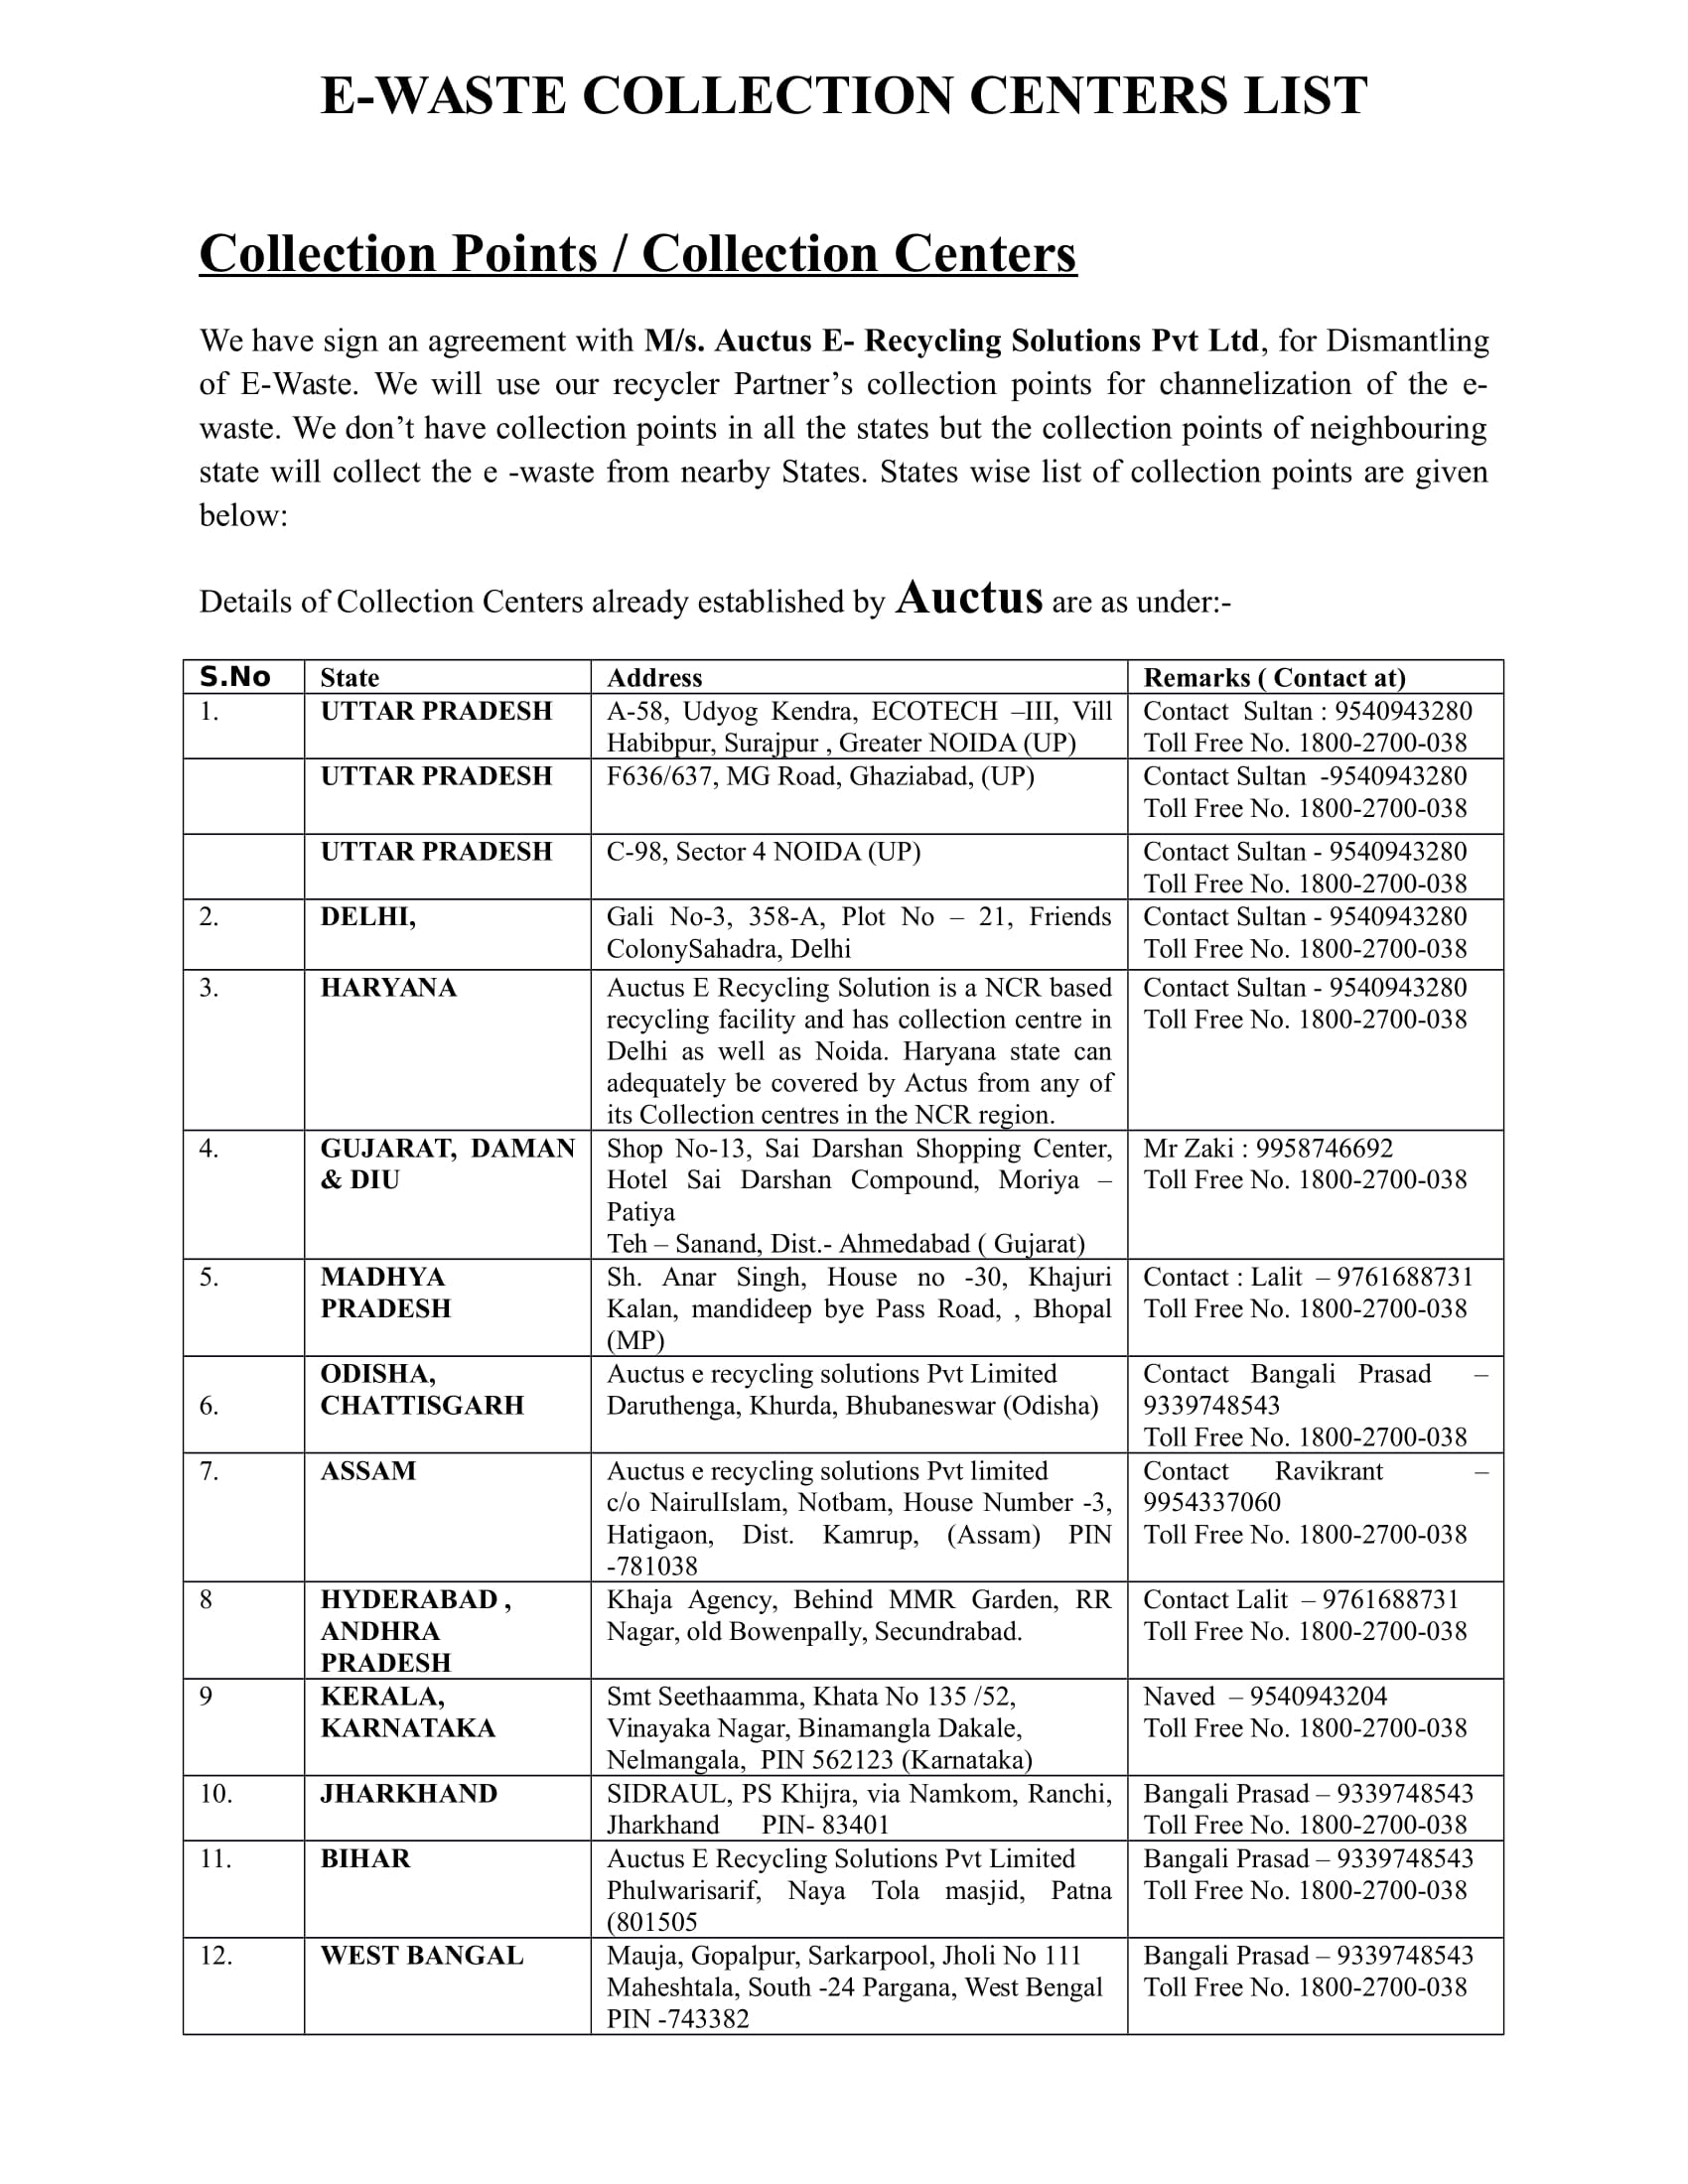 E-WASTE COLLECTION CENTERS LIST
Collection Points / Collection Centers
We have sign an agreement with M/s. Auctus E- Recycling Solutions Pvt Ltd, for Dismantling
of E-Waste. We will use our recycler Partner’s collection points for channelization of the e-
waste. We don’t have collection points in all the states but the collection points of neighbouring
state will collect the e -waste from nearby States. States wise list of collection points are given
below:
Details of Collection Centers already established by Auctus are as under:-
S.No State Address Remarks ( Contact at)
1. UTTAR PRADESH A-58, Udyog Kendra, ECOTECH –III, Vill Contact Sultan : 9540943280
Habibpur, Surajpur , Greater NOIDA (UP) Toll Free No. 1800-2700-038
UTTAR PRADESH F636/637, MG Road, Ghaziabad, (UP) Contact Sultan -9540943280
Toll Free No. 1800-2700-038
UTTAR PRADESH C-98, Sector 4 NOIDA (UP) Contact Sultan - 9540943280
Toll Free No. 1800-2700-038
2. DELHI, Gali No-3, 358-A, Plot No – 21, Friends Contact Sultan - 9540943280
ColonySahadra, Delhi Toll Free No. 1800-2700-038
3. HARYANA Auctus E Recycling Solution is a NCR based Contact Sultan - 9540943280
recycling facility and has collection centre in Toll Free No. 1800-2700-038
Delhi as well as Noida. Haryana state can
adequately be covered by Actus from any of
its Collection centres in the NCR region.
4. GUJARAT, DAMAN Shop No-13, Sai Darshan Shopping Center, Mr Zaki : 9958746692
& DIU Hotel Sai Darshan Compound, Moriya – Toll Free No. 1800-2700-038
Patiya
Teh – Sanand, Dist.- Ahmedabad ( Gujarat)
5. MADHYA Sh. Anar Singh, House no -30, Khajuri Contact : Lalit – 9761688731
PRADESH Kalan, mandideep bye Pass Road, , Bhopal Toll Free No. 1800-2700-038
(MP)
ODISHA, Auctus e recycling solutions Pvt Limited Contact Bangali Prasad –
6. CHATTISGARH Daruthenga, Khurda, Bhubaneswar (Odisha) 9339748543
Toll Free No. 1800-2700-038
7. ASSAM Auctus e recycling solutions Pvt limited Contact Ravikrant –
c/o NairulIslam, Notbam, House Number -3, 9954337060
Hatigaon, Dist. Kamrup, (Assam) PIN Toll Free No. 1800-2700-038
-781038
8 HYDERABAD , Khaja Agency, Behind MMR Garden, RR Contact Lalit – 9761688731
ANDHRA Nagar, old Bowenpally, Secundrabad. Toll Free No. 1800-2700-038
PRADESH
9 KERALA, Smt Seethaamma, Khata No 135 /52, Naved – 9540943204
KARNATAKA Vinayaka Nagar, Binamangla Dakale, Toll Free No. 1800-2700-038
Nelmangala, PIN 562123 (Karnataka)
10. JHARKHAND SIDRAUL, PS Khijra, via Namkom, Ranchi, Bangali Prasad – 9339748543
Jharkhand PIN- 83401 Toll Free No. 1800-2700-038
11. BIHAR Auctus E Recycling Solutions Pvt Limited Bangali Prasad – 9339748543
Phulwarisarif, Naya Tola masjid, Patna Toll Free No. 1800-2700-038
(801505
12. WEST BANGAL Mauja, Gopalpur, Sarkarpool, Jholi No 111 Bangali Prasad – 9339748543
Maheshtala, South -24 Pargana, West Bengal Toll Free No. 1800-2700-038
PIN -743382